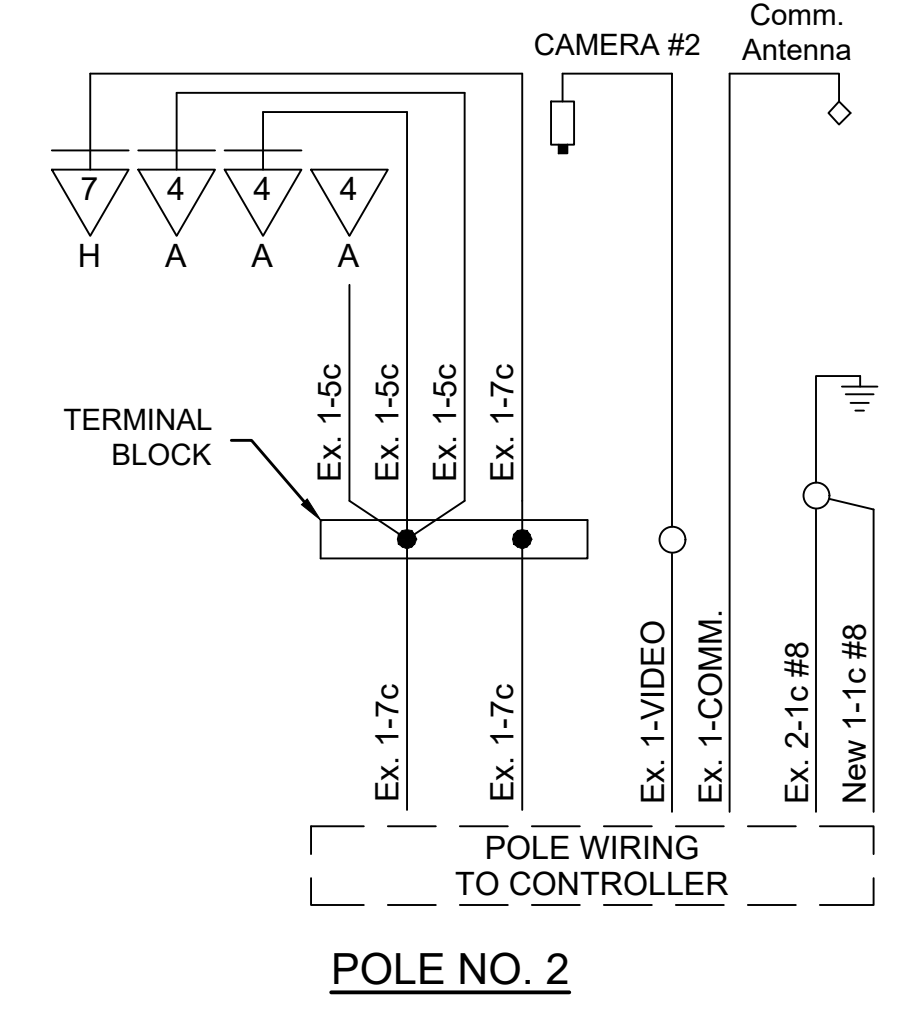 Comm.
Antenna
CAMERA #2
7
4
4
4
H
A
A
A
Ex. 1-5c
Ex. 1-5c
Ex. 1-5c
Ex. 1-7c
TERMINAL
BLOCK
Ex. 1-7c
Ex. 1-7c
Ex. 1-VIDEO
Ex. 1-COMM.
Ex. 2-1c #8
New 1-1c #8
POLE WIRING
TO CONTROLLER
POLE NO. 2